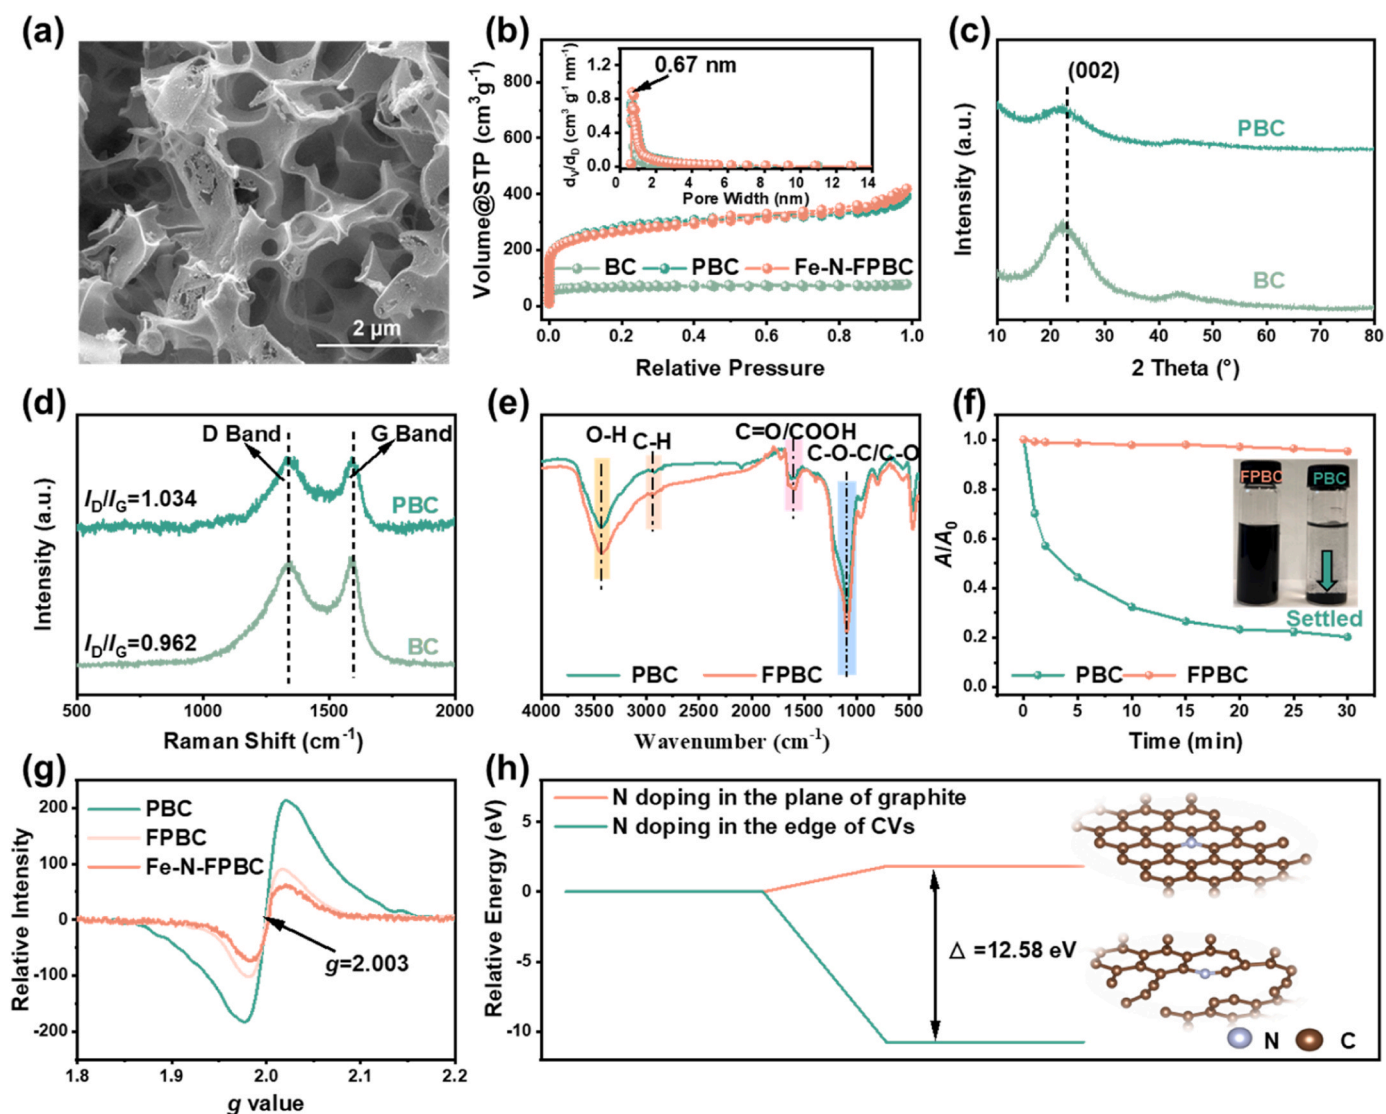 (a)
2 μm
(b)
Volume@STP (cm³g⁻¹)
800
600
400
200
0
0.0 0.2 0.4 0.6 0.8 1.0
Relative Pressure
BC PBC Fe-N-FPBC
dV/dD (cm³ g⁻¹ nm⁻¹)
1.2
0.8
0.4
0.0
0 2 4 6 8 10 12 14
Pore Width (nm)
0.67 nm
(c)
Intensity (a.u.)
(002)
PBC
BC
10 20 30 40 50 60 70 80
2 Theta (°)
(d)
Intensity (a.u.)
D Band
G Band
I_D//_G=1.034
PBC
I_D//_G=0.962
BC
500 1000 1500 2000
Raman Shift (cm⁻¹)
(e)
O-H
C-H
C=O/COOH
C-O-C/C-O
PBC FPBC
4000 3500 3000 2500 2000 1500 1000 500
Wavenumber (cm⁻¹)
(f)
A/A₀
1.0
0.8
0.6
0.4
0.2
0.0
FPBC
PBC
Settled
PBC FPBC
0 5 10 15 20 25 30
Time (min)
(g)
Relative Intensity
200
100
0
-100
-200
PBC
FPBC
Fe-N-FPBC
g=2.003
1.8 1.9 2.0 2.1 2.2
g value
(h)
Relative Energy (eV)
5
0
-5
-10
N doping in the plane of graphite
N doping in the edge of CVs
Δ =12.58 eV
N C